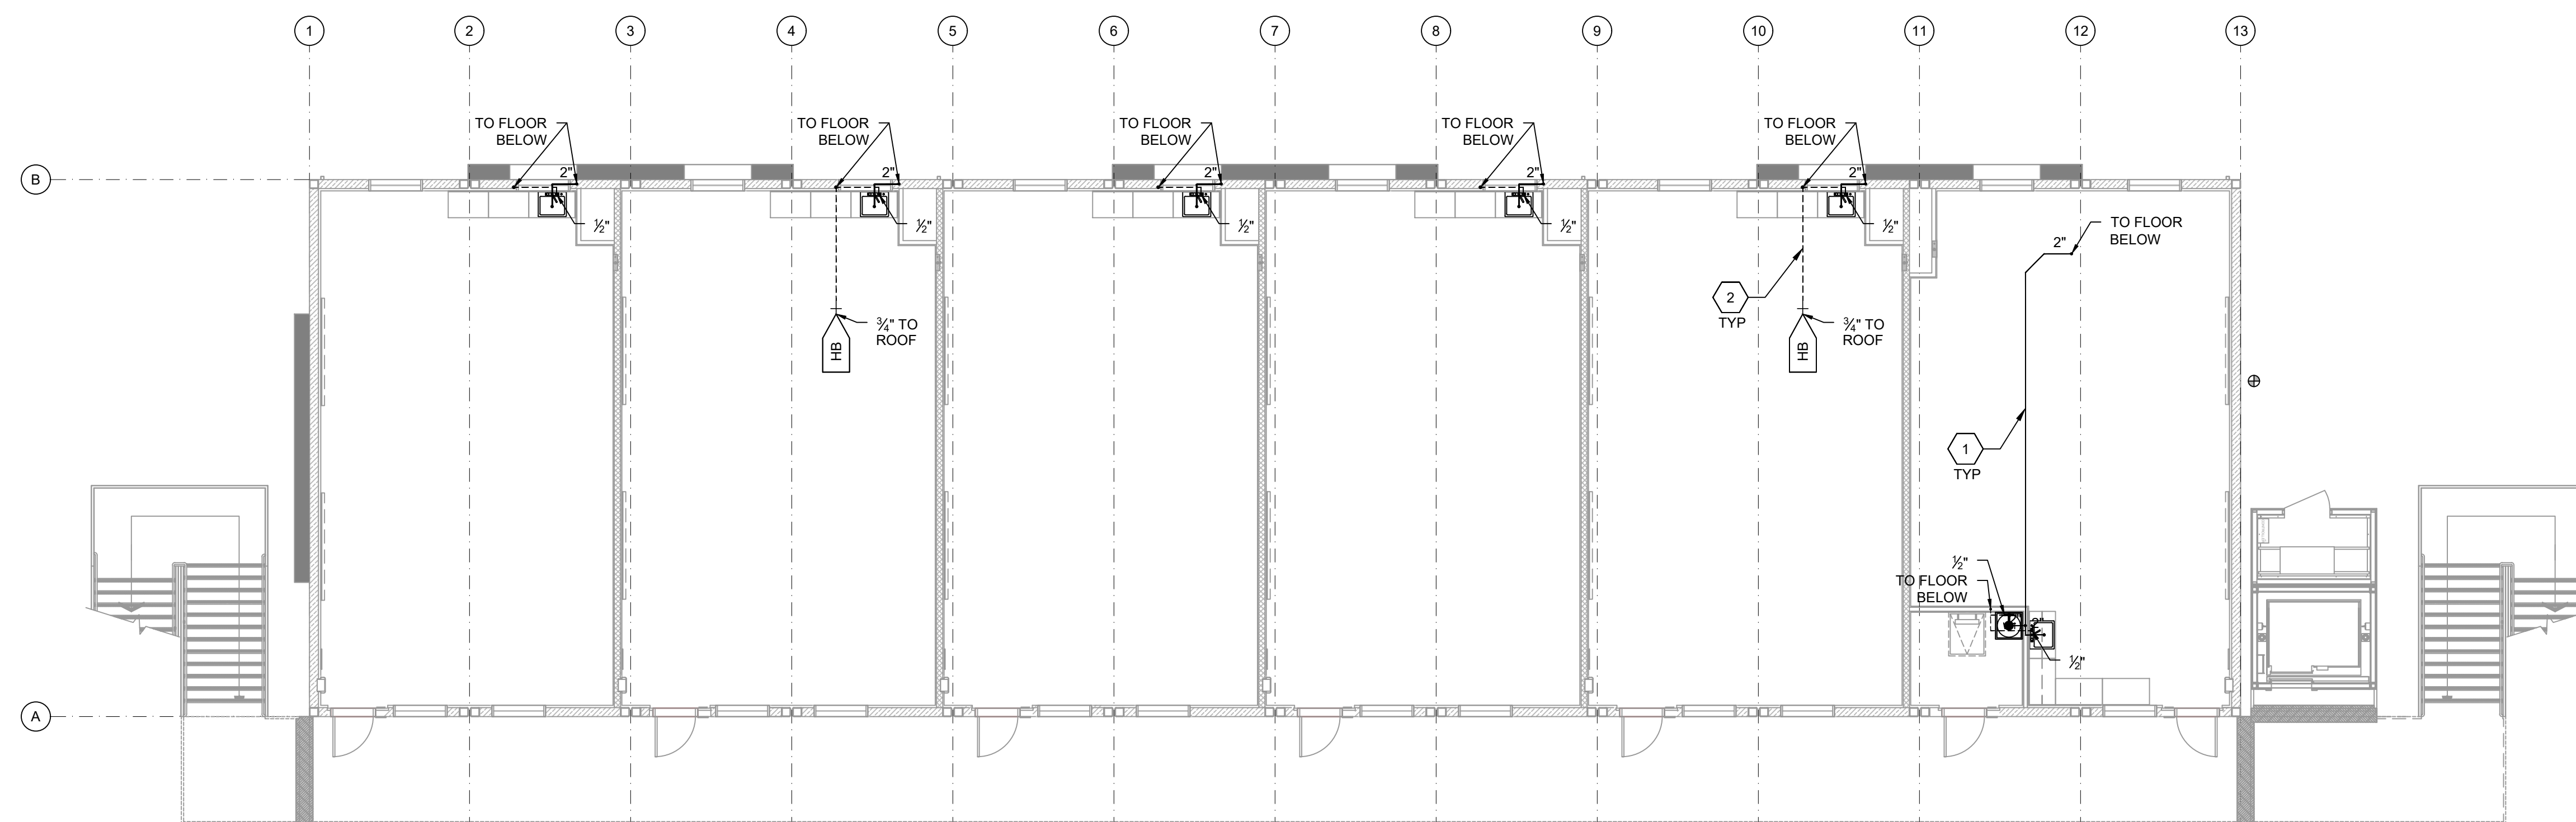 1 2 3 4 5 6 7 8 9 10 11 12 13
TO FLOOR
BELOW
TO FLOOR
BELOW
TO FLOOR
BELOW
TO FLOOR
BELOW
TO FLOOR
BELOW
B
2"
2"
2"
2"
2"
½"
½"
½"
½"
½"
TO FLOOR
BELOW
2"
2
TYP
¾" TO
ROOF
HB
¾" TO
ROOF
HB
1
TYP
½"
TO FLOOR
BELOW
2"
½"
A